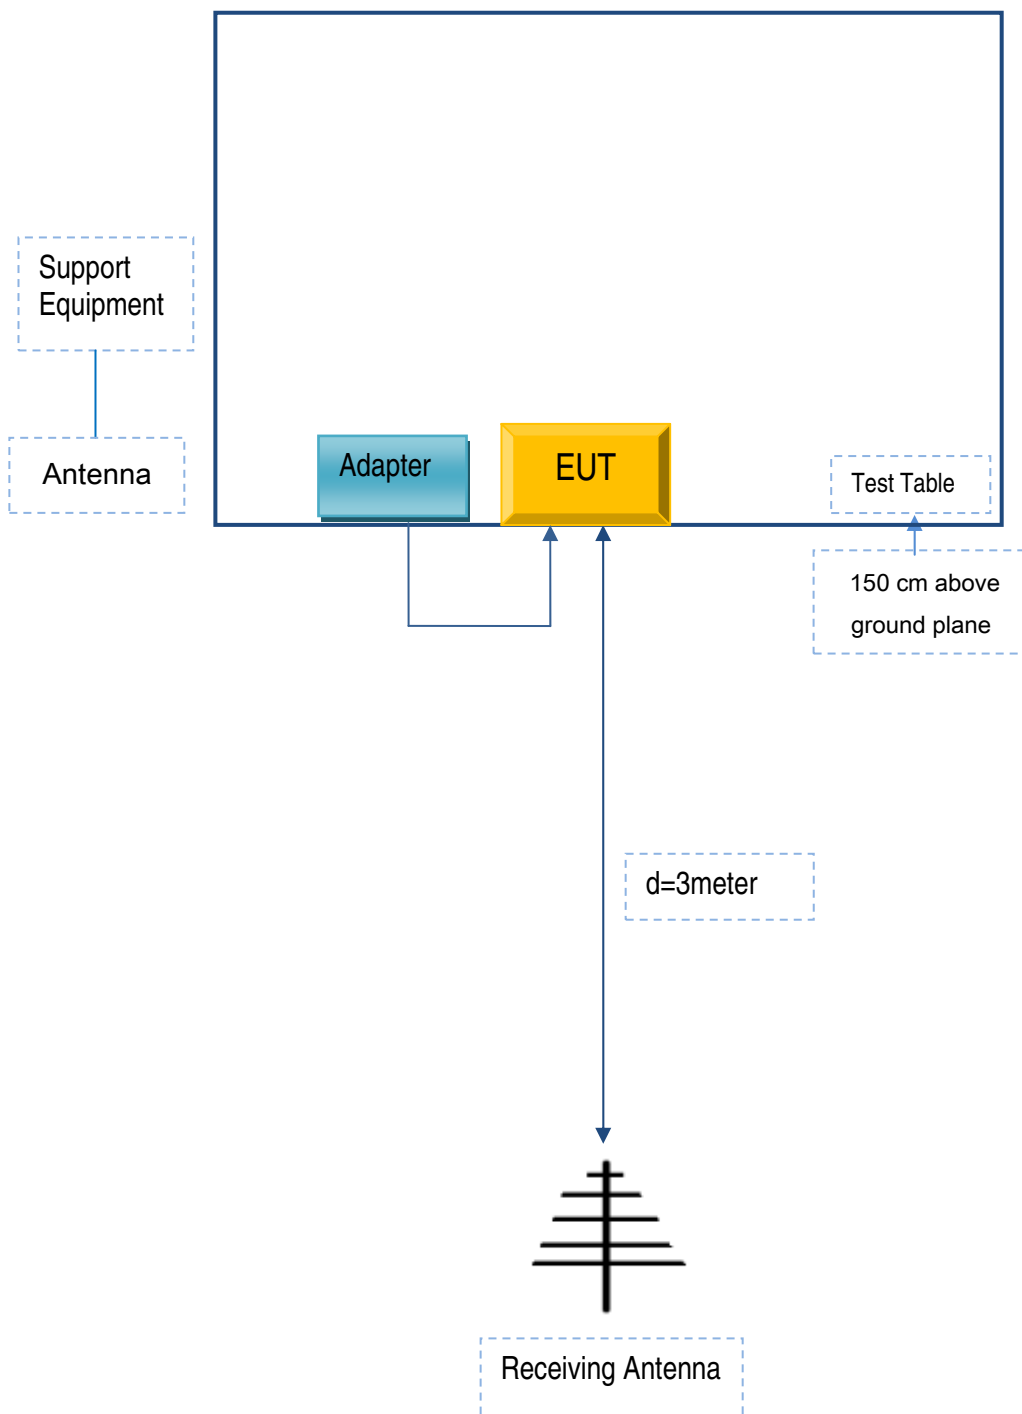 Support
Equipment
Antenna
Adapter
EUT
Test Table
150 cm above
ground plane
d=3meter
Receiving Antenna